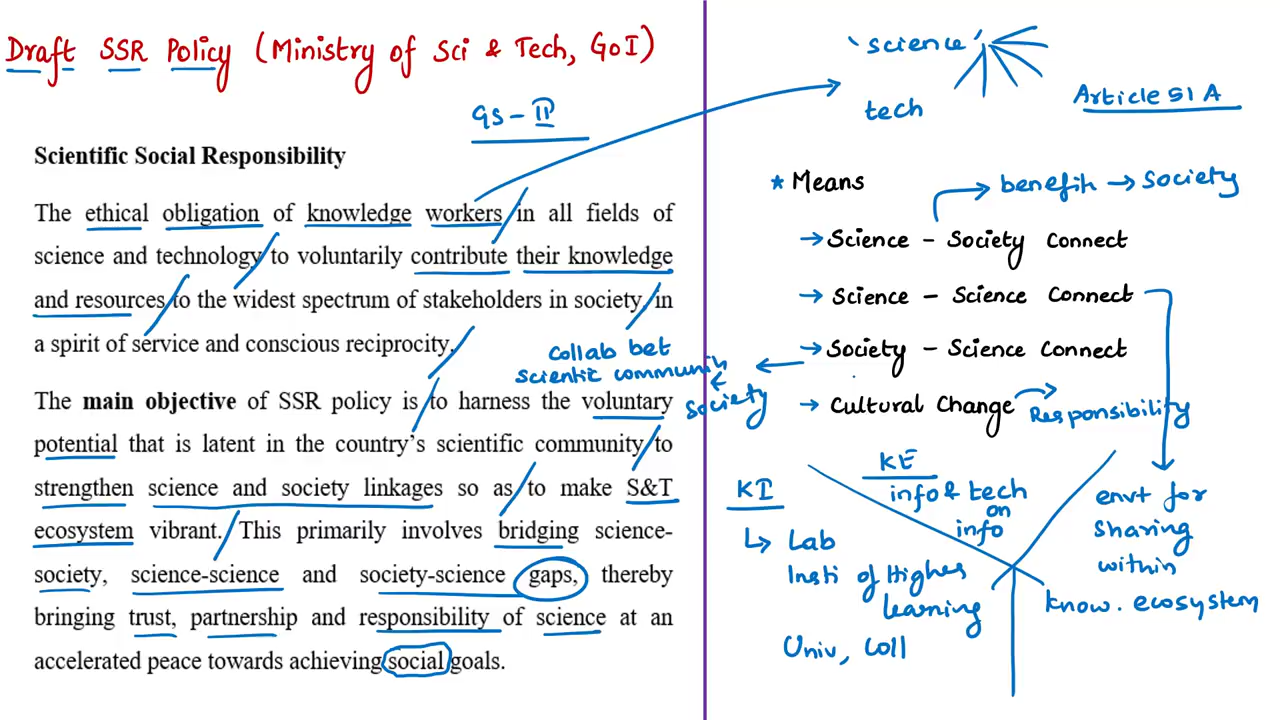 Draft SSR Policy (Ministry of Sci & Tech, GoI)
GS - II
Scientific Social Responsibility
The ethical obligation of knowledge workers in all fields of
science and technology to voluntarily contribute their knowledge
and resources to the widest spectrum of stakeholders in society, in
a spirit of service and conscious reciprocity.
The main objective of SSR policy is to harness the voluntary
potential that is latent in the country's scientific community to
strengthen science and society linkages so as to make S&T
ecosystem vibrant. This primarily involves bridging science-
society, science-science and society-science gaps, thereby
bringing trust, partnership and responsibility of science at an
accelerated peace towards achieving social goals.
'science'
tech
Article 51 A
* Means
benefit → Society
→ Science - Society Connect
→ Science - Science Connect
→ Society - Science Connect
Collab bet
Scientic community
Society
→ Cultural Change
Responsibility
KI
Lab
Insti of Higher
learning
Univ, Coll
KE
info & tech
on
info
envt for
sharing
within
know. ecosystem